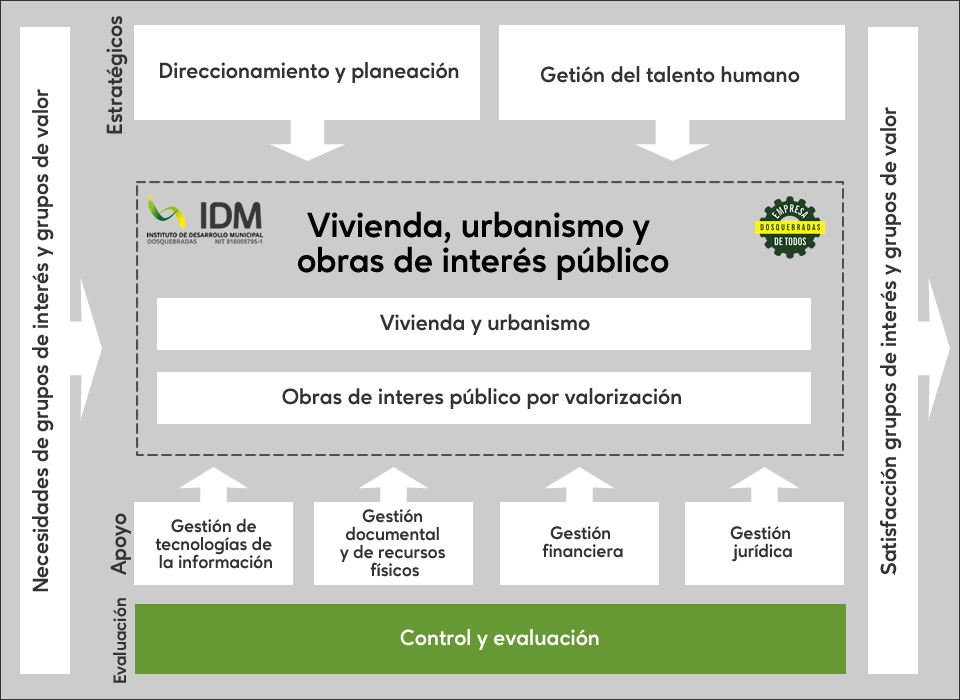 Necesidades de grupos de interés y grupos de valor
Estratégicos
Direccionamiento y planeación
Getión del talento humano
IDM
INSTITUTO DE DESARROLLO MUNICIPAL
DOSQUEBRADAS NIT 816005795-1
Vivienda, urbanismo y
obras de interés público
EMPRESA
DOSQUEBRADAS
DE TODOS
Vivienda y urbanismo
Obras de interes público por valorización
Apoyo
Gestión de
tecnologías de
la información
Gestión
documental
y de recursos
físicos
Gestión
financiera
Gestión
jurídica
Evaluación
Control y evaluación
Satisfacción grupos de interés y grupos de valor